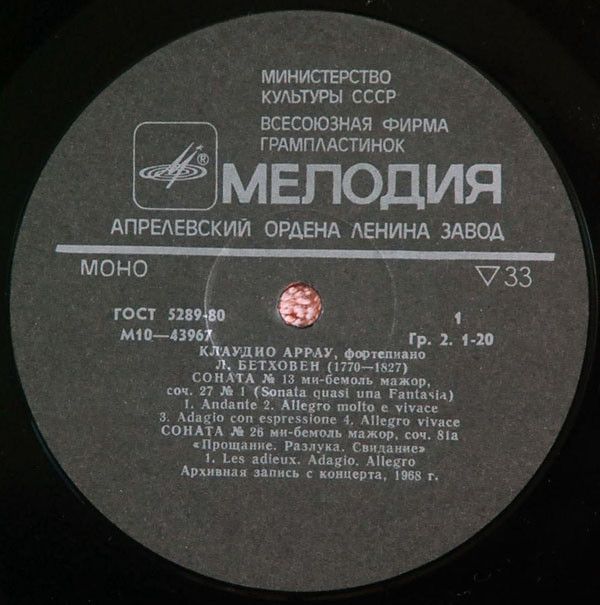 МИНИСТЕРСТВО
КУЛЬТУРЫ СССР
ВСЕСОЮЗНАЯ ФИРМА
ГРАМПЛАСТИНОК
®
МЕЛОДИЯ
АПРЕЛЕВСКИЙ ОРДЕНА ЛЕНИНА ЗАВОД
МОНО ▽33
ГОСТ 5289-80 1
М10—43967 Гр. 2. 1-20
КЛАУДИО АРРАУ, фортепиано
Л. БЕТХОВЕН (1770—1827)
СОНАТА № 13 ми-бемоль мажор,
соч. 27 № 1 (Sonata quasi una Fantasia)
1. Andante 2. Allegro molto e vivace
3. Adagio con espressione 4. Allegro vivace
СОНАТА № 26 ми-бемоль мажор, соч. 81а
«Прощание. Разлука. Свидание»
1. Les adieux. Adagio. Allegro
Архивная запись с концерта, 1968 г.